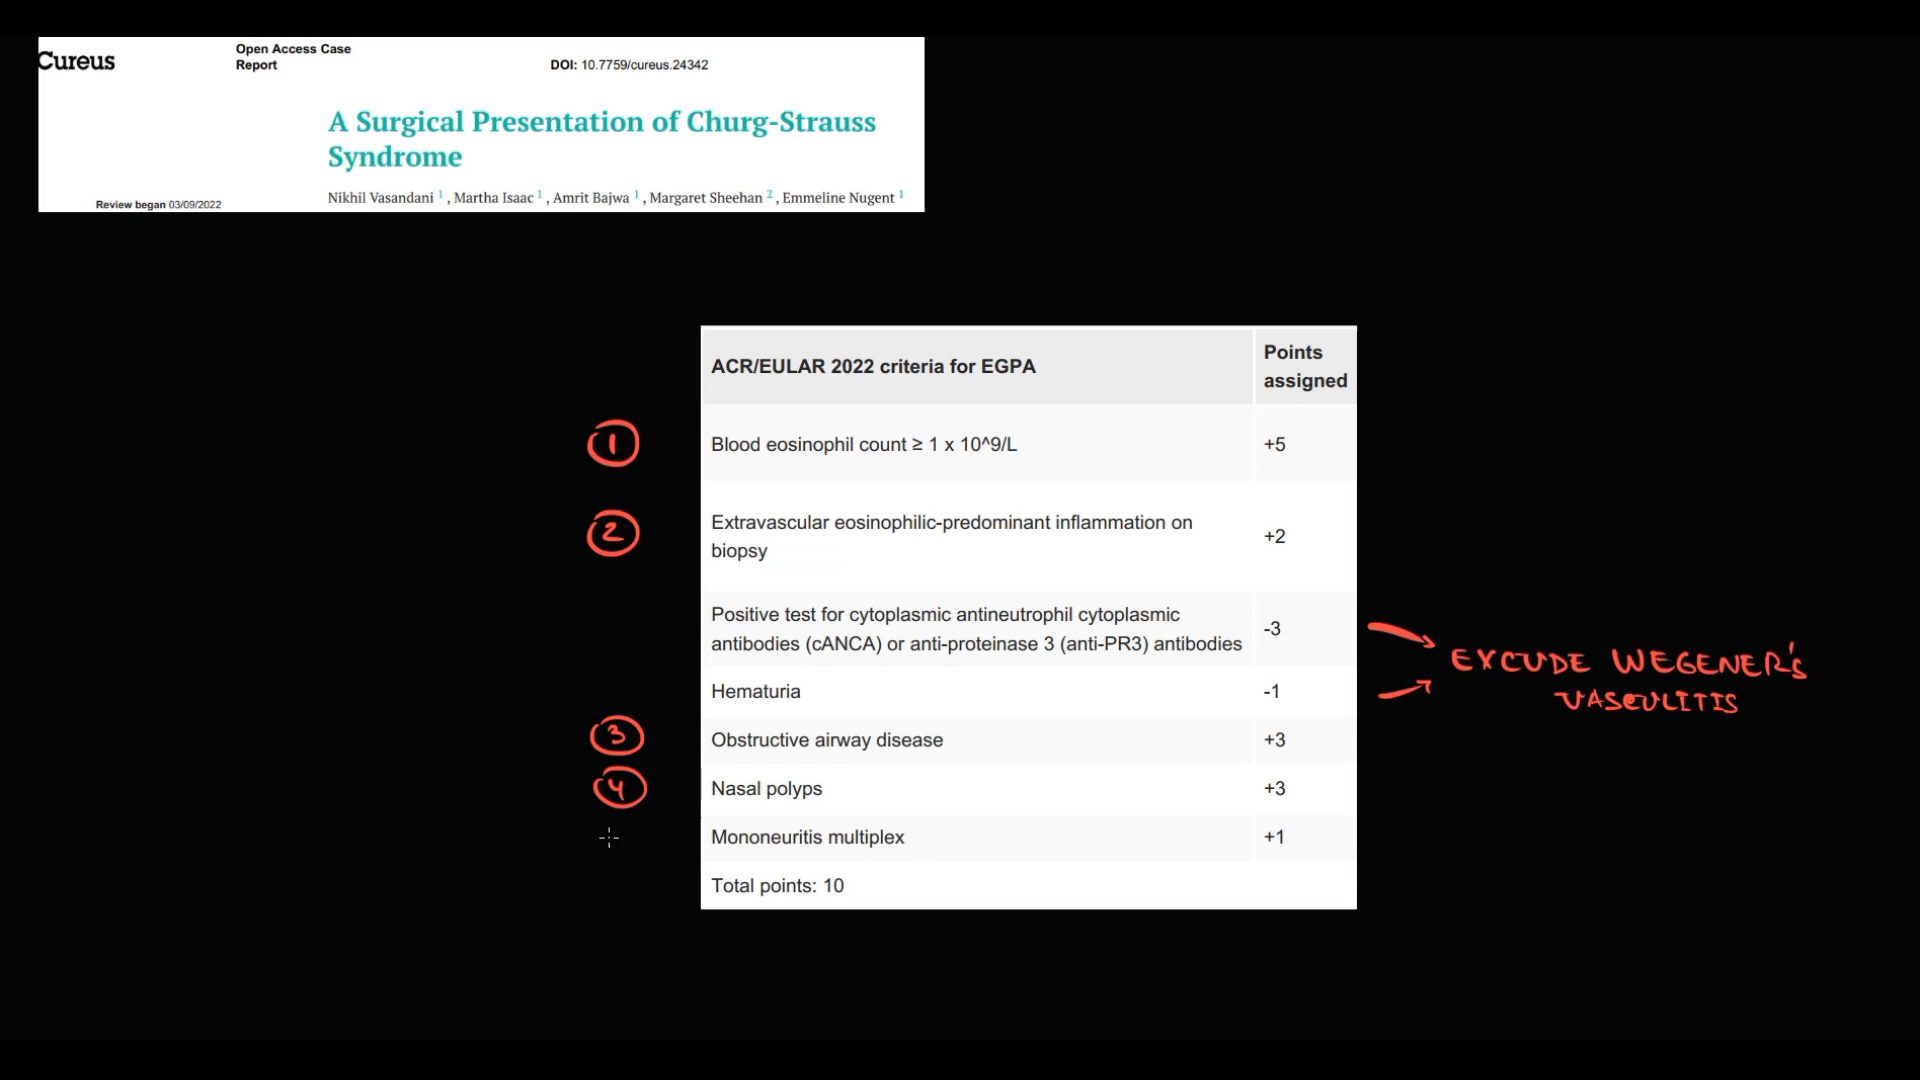 Cureus
Open Access Case
Report
DOI: 10.7759/cureus.24342
A Surgical Presentation of Churg-Strauss
Syndrome
Review began 03/09/2022
Nikhil Vasandani 1 , Martha Isaac 1 , Amrit Bajwa 1 , Margaret Sheehan 2 , Emmeline Nugent 1
ACR/EULAR 2022 criteria for EGPA
Points
assigned
1
Blood eosinophil count ≥ 1 x 10^9/L
+5
2
Extravascular eosinophilic-predominant inflammation on
biopsy
+2
Positive test for cytoplasmic antineutrophil cytoplasmic
antibodies (cANCA) or anti-proteinase 3 (anti-PR3) antibodies
-3
EXCUDE WEGENER'S
VASCULITIS
Hematuria
-1
3
Obstructive airway disease
+3
4
Nasal polyps
+3
Mononeuritis multiplex
+1
Total points: 10